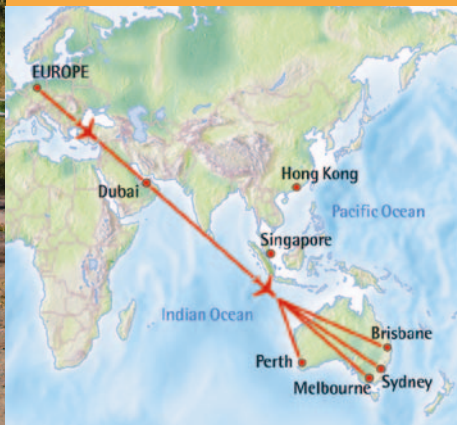 EUROPE
Dubai
Hong Kong
Pacific Ocean
Singapore
Indian Ocean
Brisbane
Perth
Sydney
Melbourne